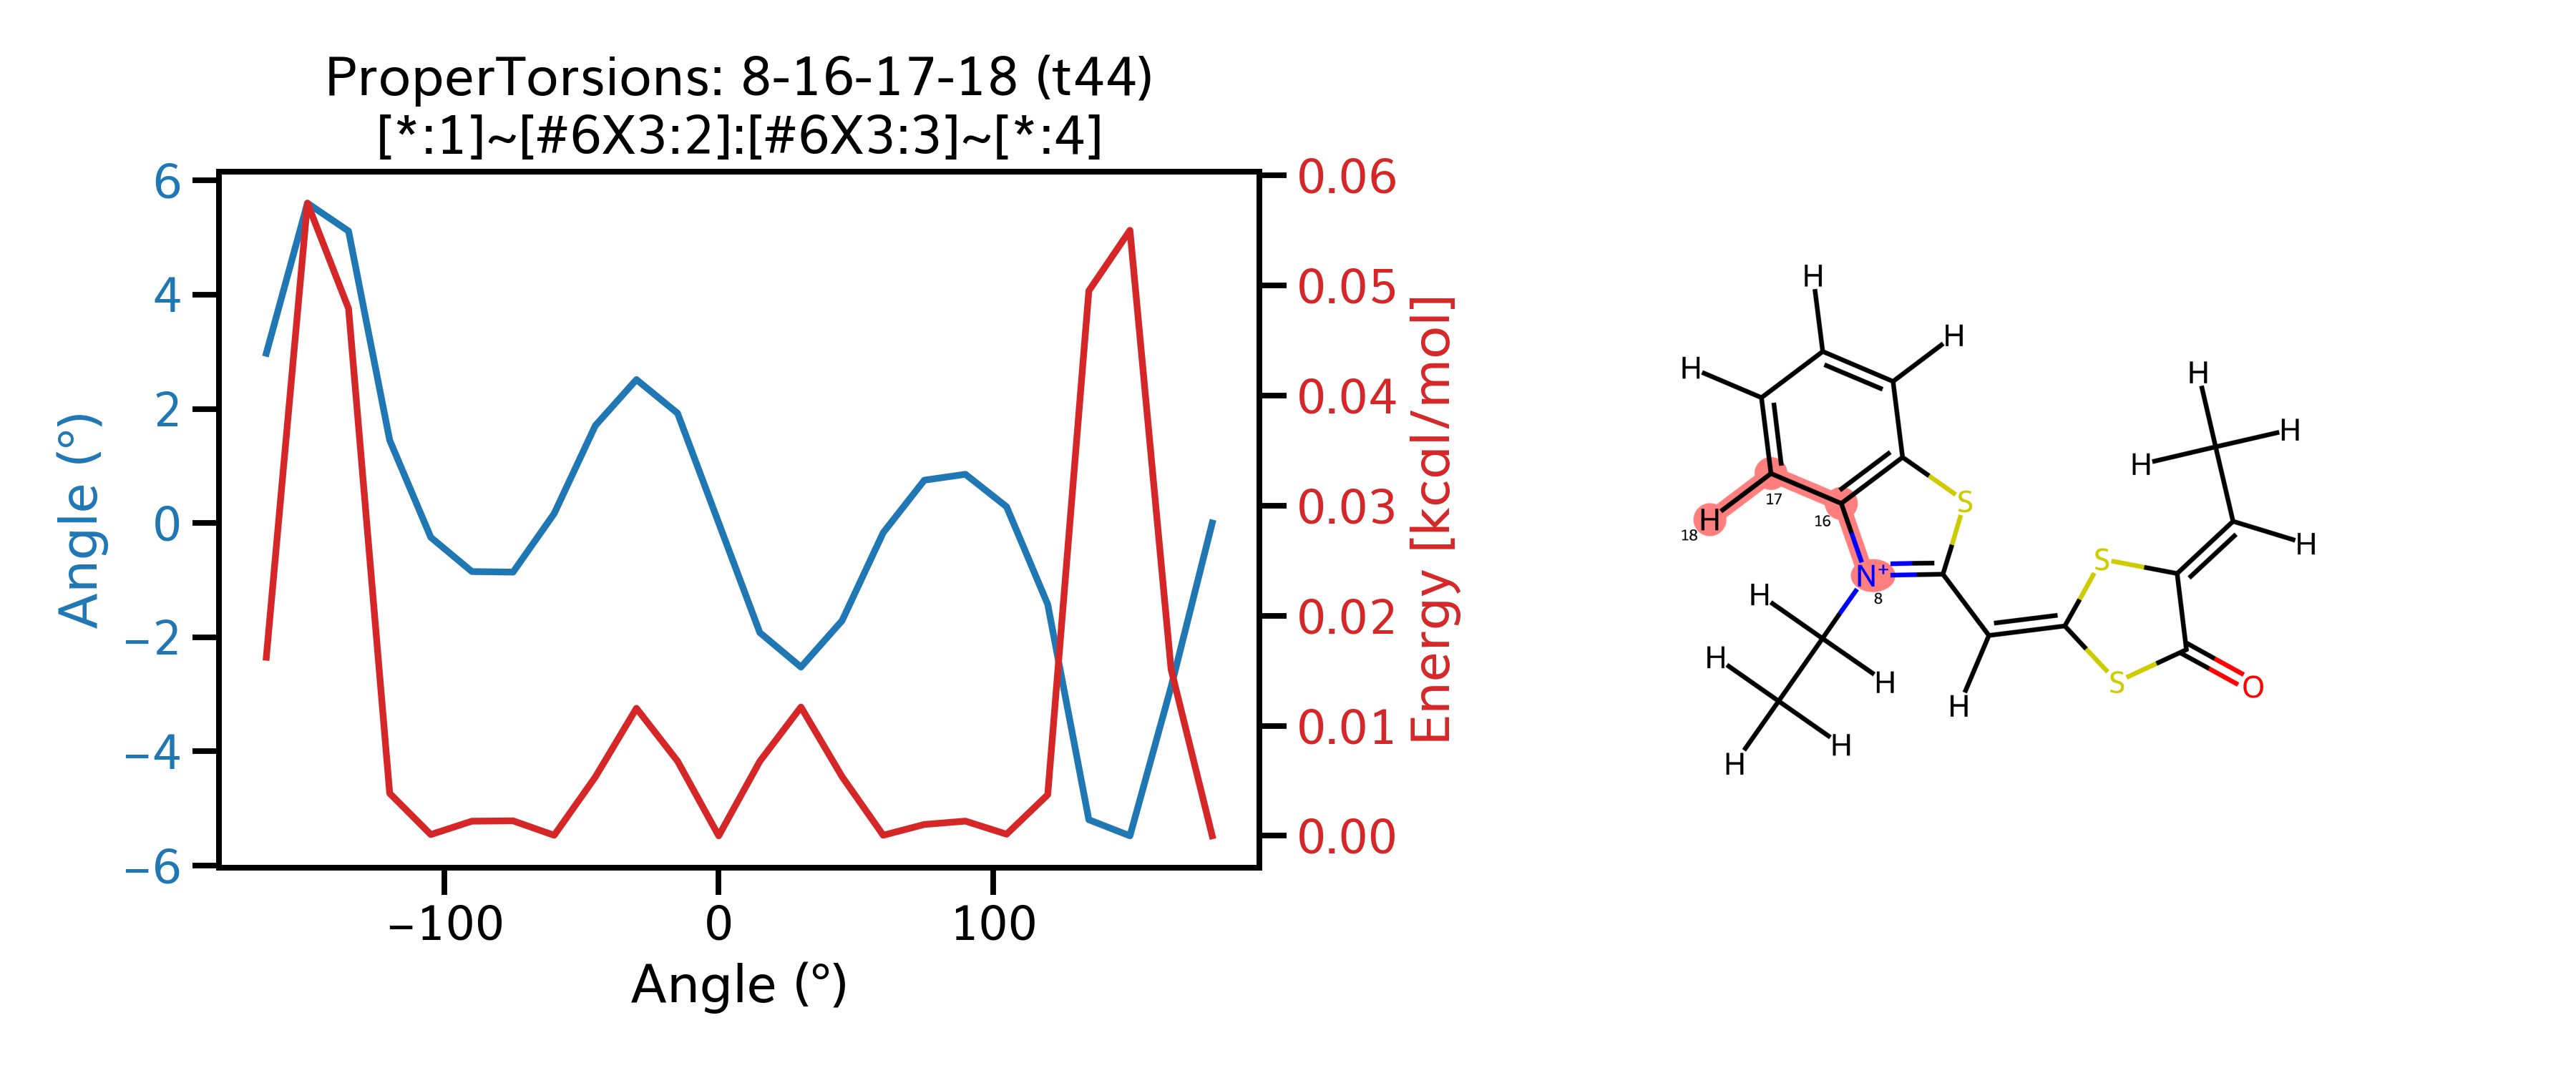 ProperTorsions: 8-16-17-18 (t44)
[*:1]~[#6X3:2]:[#6X3:3]~[*:4]
6
4
2
0
−2
−4
−6
Angle (°)
0.06
0.05
0.04
0.03
0.02
0.01
0.00
Energy [kcal/mol]
−100
0
100
Angle (°)
H
H
H
H
18
17
16
S
N+
8
H
H
H
H
H
H
S
S
O
H
H
H
H